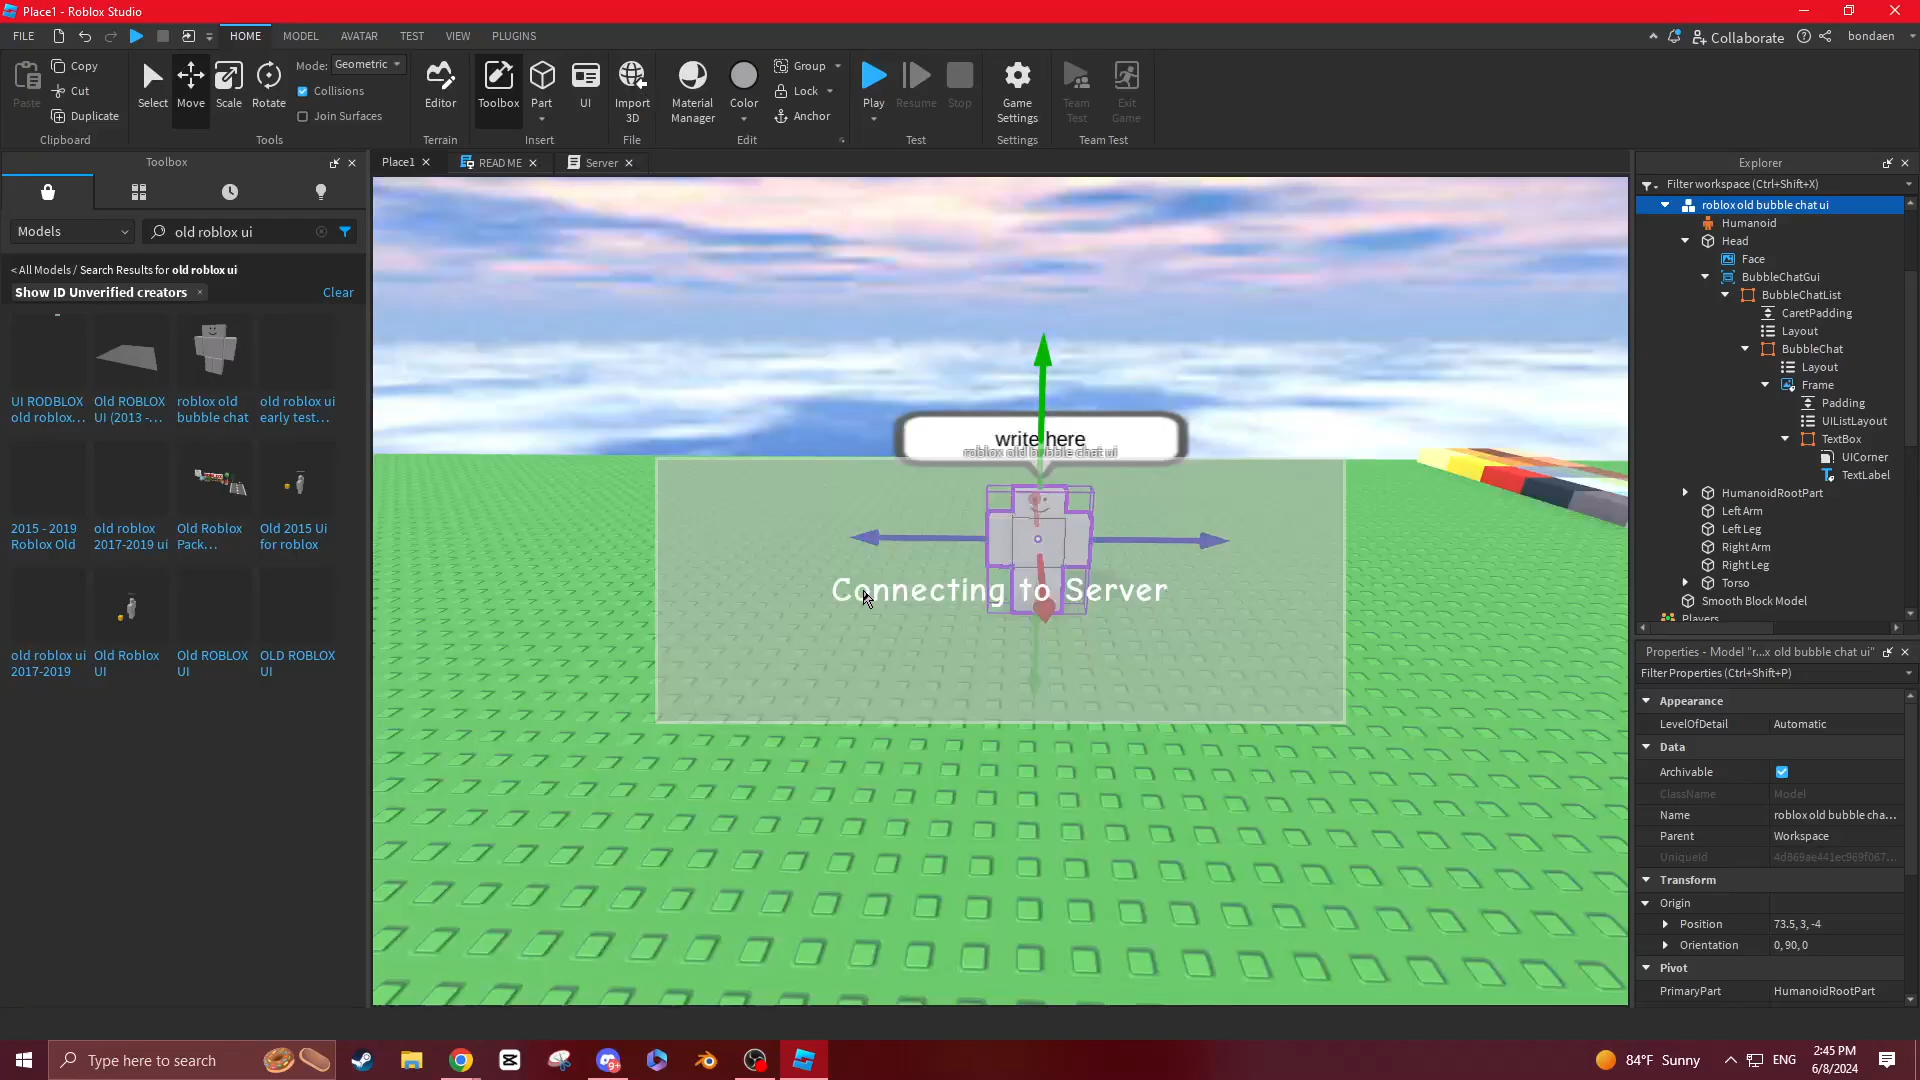 Place1 - Roblox Studio
FILE
HOME
MODEL
AVATAR
TEST
VIEW
PLUGINS
Collaborate
bondaen
Paste
Copy
Cut
Duplicate
Clipboard
Select
Move
Scale
Rotate
Mode:
Geometric
Collisions
Join Surfaces
Tools
Editor
Terrain
Toolbox
Part
UI
Insert
Import
3D
File
Material
Manager
Color
Group
Lock
Anchor
Edit
Play
Resume
Stop
Test
Game
Settings
Settings
Team
Test
Exit
Game
Team Test
Toolbox
Models
old roblox ui
< All Models / Search Results for old roblox ui
Show ID Unverified creators
Clear
UI RODBLOX
old roblox...
Old ROBLOX
UI (2013 -...
roblox old
bubble chat
old roblox ui
early test...
2015 - 2019
Roblox Old
old roblox
2017-2019 ui
Old Roblox
Pack...
Old 2015 Ui
for roblox
old roblox ui
2017-2019
Old Roblox
UI
Old ROBLOX
UI
OLD ROBLOX
UI
Place1
README
Server
write here
roblox old bubble chat ui
Connecting to Server
Explorer
Filter workspace (Ctrl+Shift+X)
roblox old bubble chat ui
Humanoid
Head
Face
BubbleChatGui
BubbleChatList
CaretPadding
Layout
BubbleChat
Layout
Frame
Padding
UIListLayout
TextBox
UICorner
TextLabel
HumanoidRootPart
Left Arm
Left Leg
Right Arm
Right Leg
Torso
Smooth Block Model
Players
Properties - Model "r...x old bubble chat ui"
Filter Properties (Ctrl+Shift+P)
Appearance
LevelOfDetail
Automatic
Data
Archivable
ClassName
Model
Name
roblox old bubble cha...
Parent
Workspace
UniqueId
4d869ae441ec969f067...
Transform
Origin
Position
73.5, 3, -4
Orientation
0, 90, 0
Pivot
PrimaryPart
HumanoidRootPart
Type here to search
9+
84°F Sunny
ENG
2:45 PM
6/8/2024